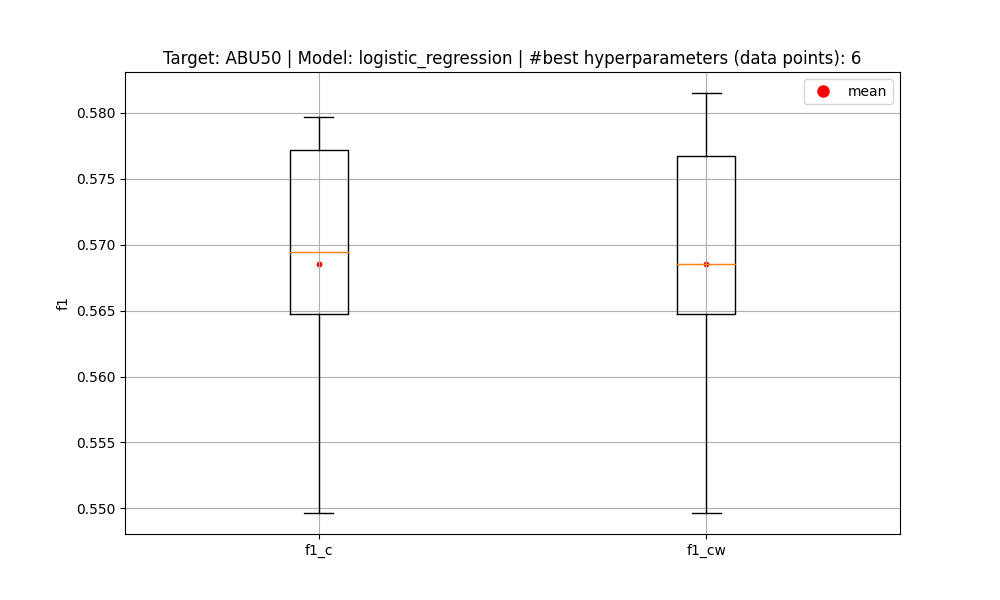 Target: ABU50 | Model: logistic_regression | #best hyperparameters (data points): 6
mean
0.580
0.575
0.570
0.565
0.560
0.555
0.550
f1
f1_c
f1_cw